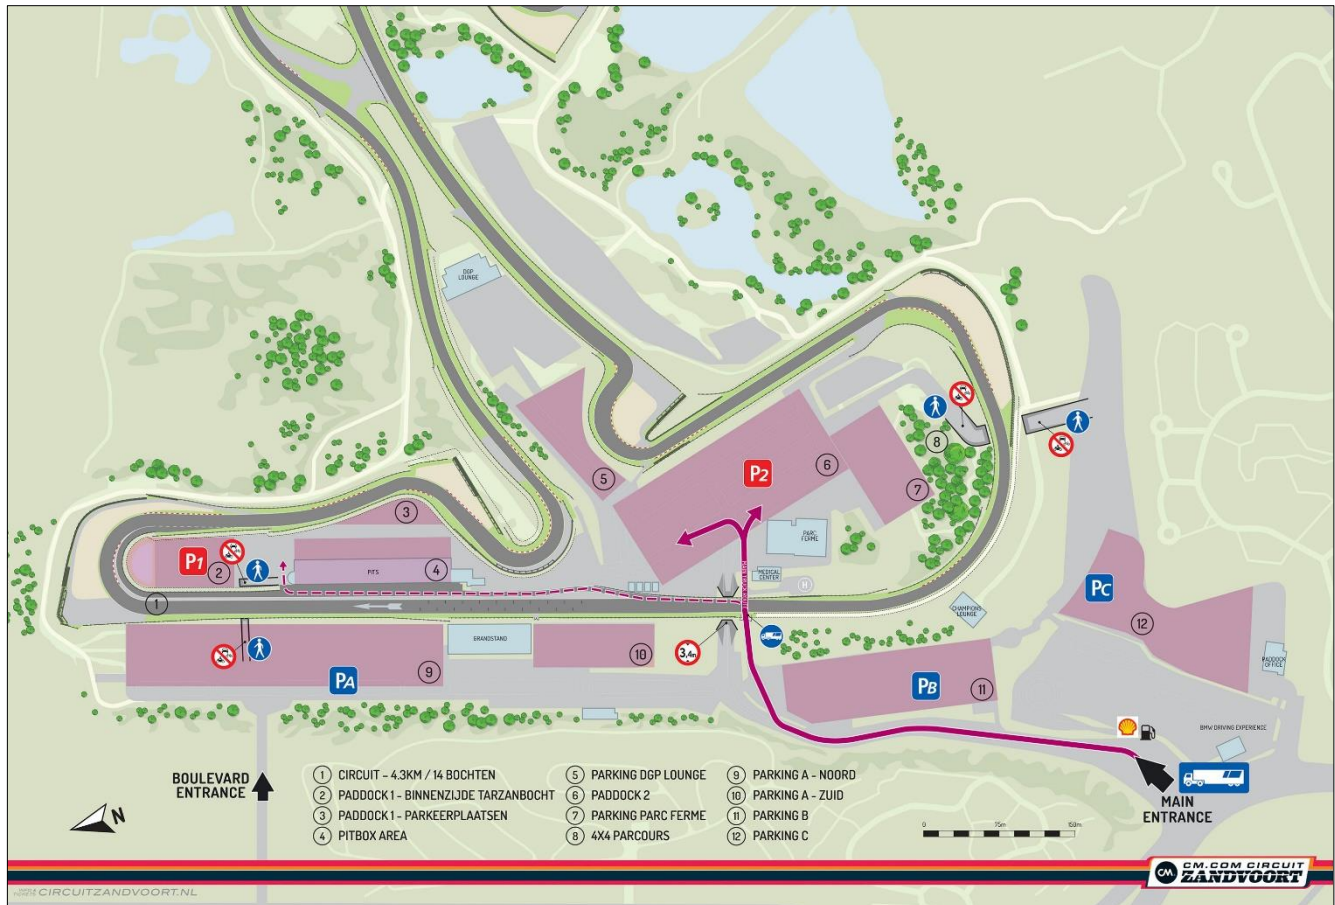 DGP
LOUNGE
5
P2
6
7
8
3
P1
2
PITS
4
PARC
FERME
MEDICAL
CENTER
H
1
CHAMPIONS
LOUNGE
PC
12
PADDOCK
OFFICE
GRANDSTAND
10
3,4m
9
PA
PB
11
BMW DRIVING EXPERIENCE
BOULEVARD
ENTRANCE
MAIN
ENTRANCE
N
1 CIRCUIT - 4.3KM / 14 BOCHTEN
2 PADDOCK 1 - BINNENZIJDE TARZANBOCHT
3 PADDOCK 1 - PARKEERPLAATSEN
4 PITBOX AREA
5 PARKING DGP LOUNGE
6 PADDOCK 2
7 PARKING PARC FERME
8 4X4 PARCOURS
9 PARKING A - NOORD
10 PARKING A - ZUID
11 PARKING B
12 PARKING C
0 75m 150m
CM.COM CIRCUIT
ZANDVOORT
CM.
CIRCUITZANDVOORT.NL